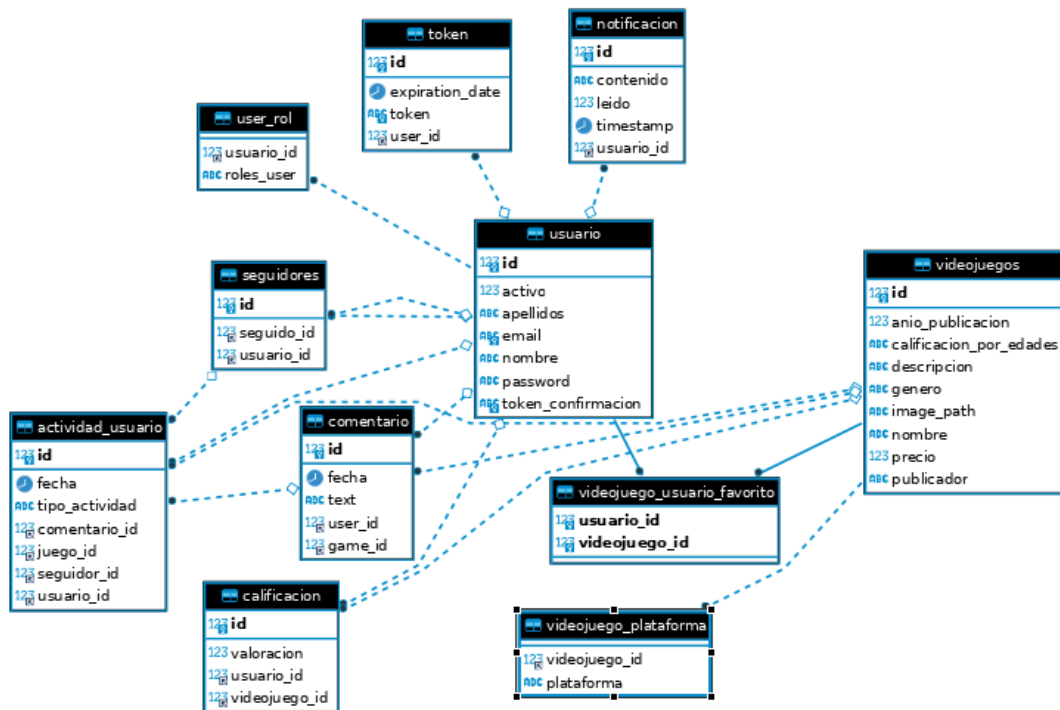 token
id
expiration_date
token
user_id
notificacion
id
contenido
leido
timestamp
usuario_id
user_rol
usuario_id
roles_user
usuario
id
activo
apellidos
email
nombre
password
token_confirmacion
seguidores
id
seguido_id
usuario_id
videojuegos
id
anio_publicacion
calificacion_por_edades
descripcion
genero
image_path
nombre
precio
publicador
actividad_usuario
id
fecha
tipo_actividad
comentario_id
juego_id
seguidor_id
usuario_id
comentario
id
fecha
text
user_id
game_id
videojuego_usuario_favorito
usuario_id
videojuego_id
calificacion
id
valoracion
usuario_id
videojuego_id
videojuego_plataforma
videojuego_id
plataforma